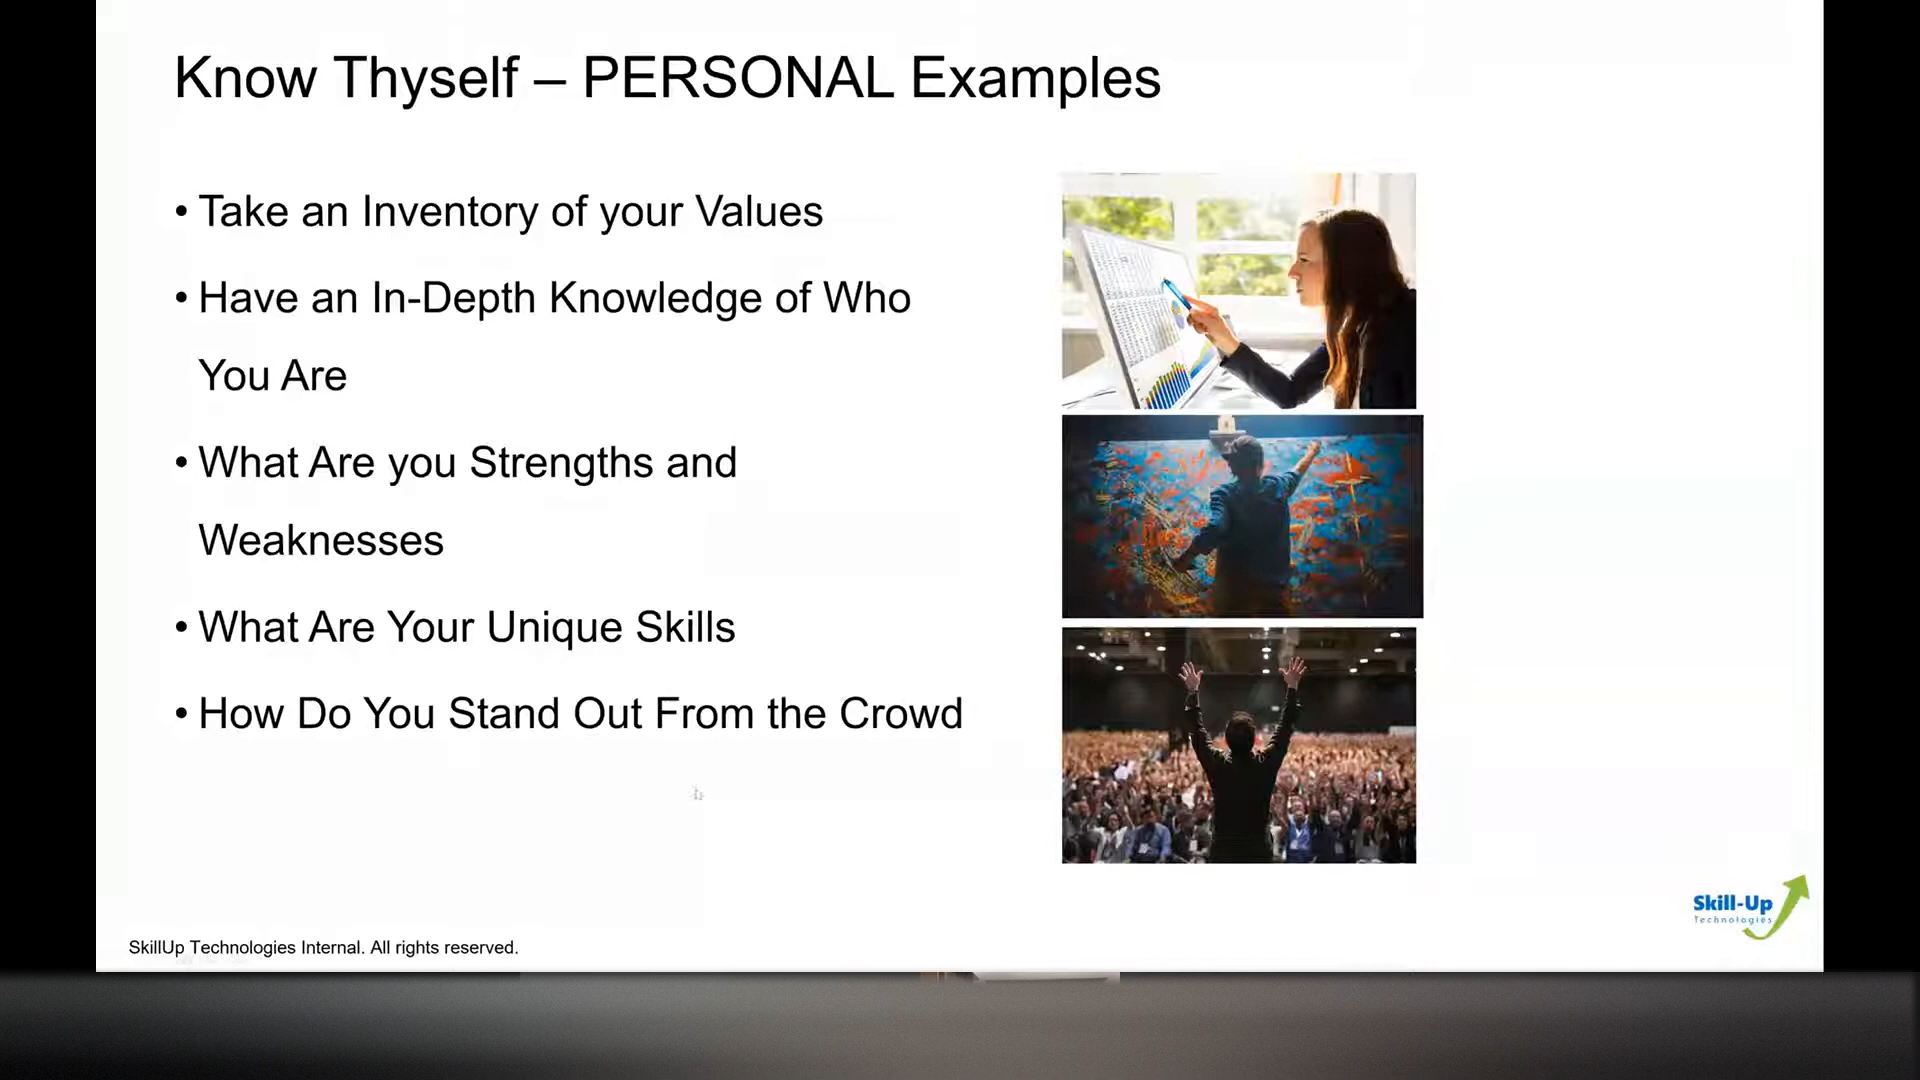 Know Thyself – PERSONAL Examples
• Take an Inventory of your Values
• Have an In-Depth Knowledge of Who
You Are
• What Are you Strengths and
Weaknesses
• What Are Your Unique Skills
• How Do You Stand Out From the Crowd
Skill-Up
Technologies
SkillUp Technologies Internal. All rights reserved.